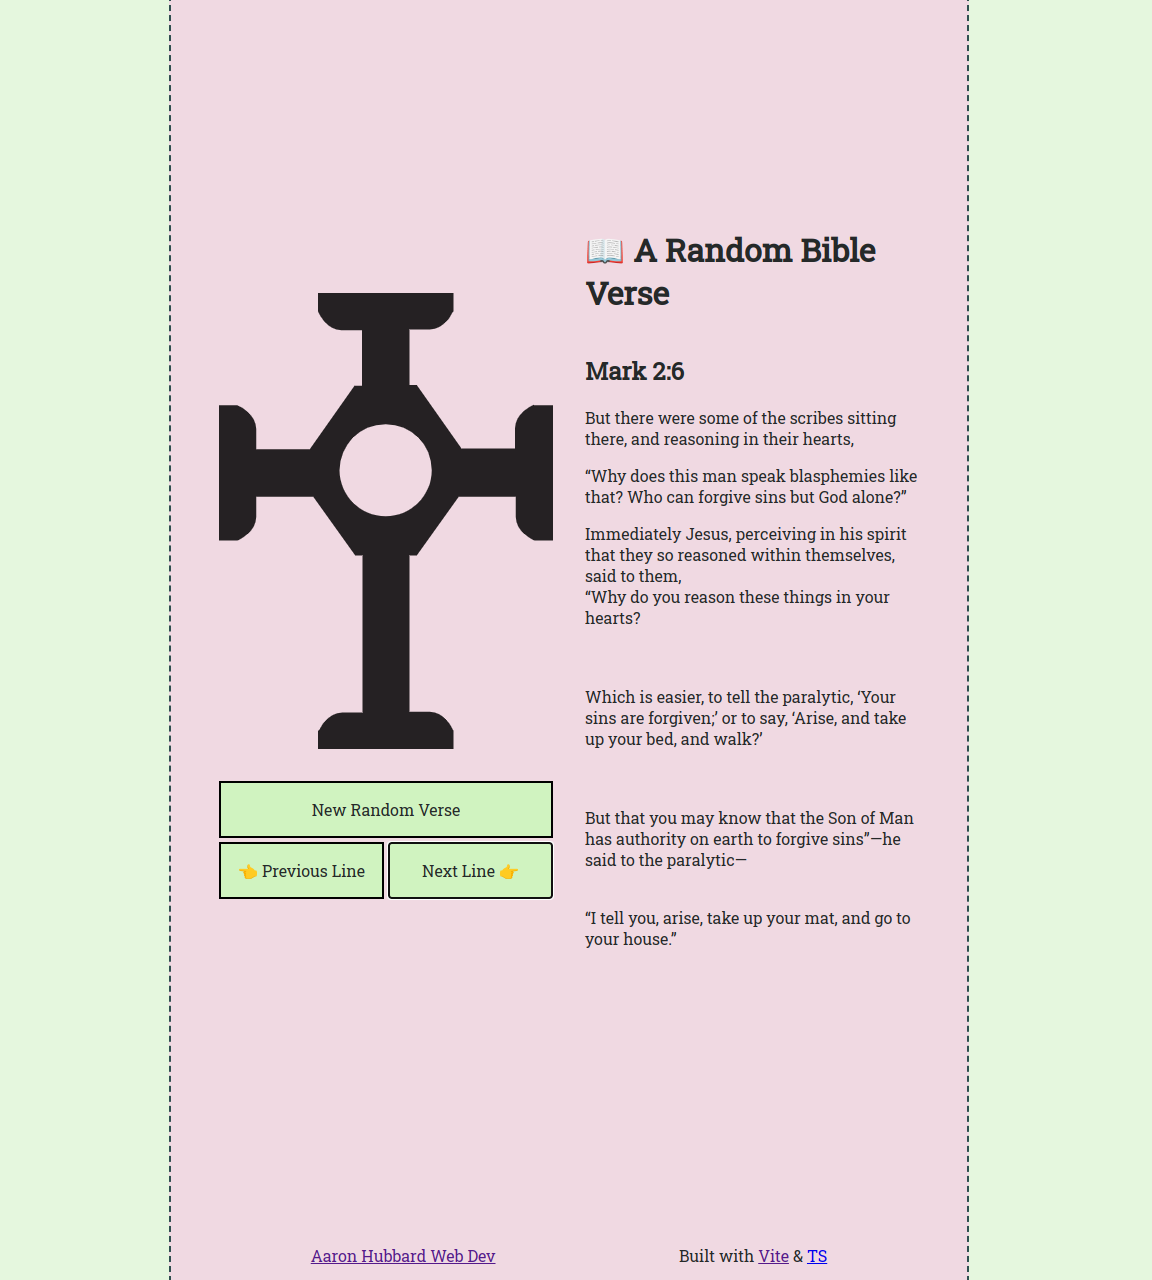 📖 A Random Bible
Verse
Mark 2:6
But there were some of the scribes sitting
there, and reasoning in their hearts,
“Why does this man speak blasphemies like
that? Who can forgive sins but God alone?”
Immediately Jesus, perceiving in his spirit
that they so reasoned within themselves,
said to them,
“Why do you reason these things in your
hearts?
Which is easier, to tell the paralytic, ‘Your
sins are forgiven;’ or to say, ‘Arise, and take
up your bed, and walk?’
But that you may know that the Son of Man
has authority on earth to forgive sins”—he
said to the paralytic—
“I tell you, arise, take up your mat, and go to
your house.”
New Random Verse
👈 Previous Line
Next Line 👉
Aaron Hubbard Web Dev
Built with Vite & TS